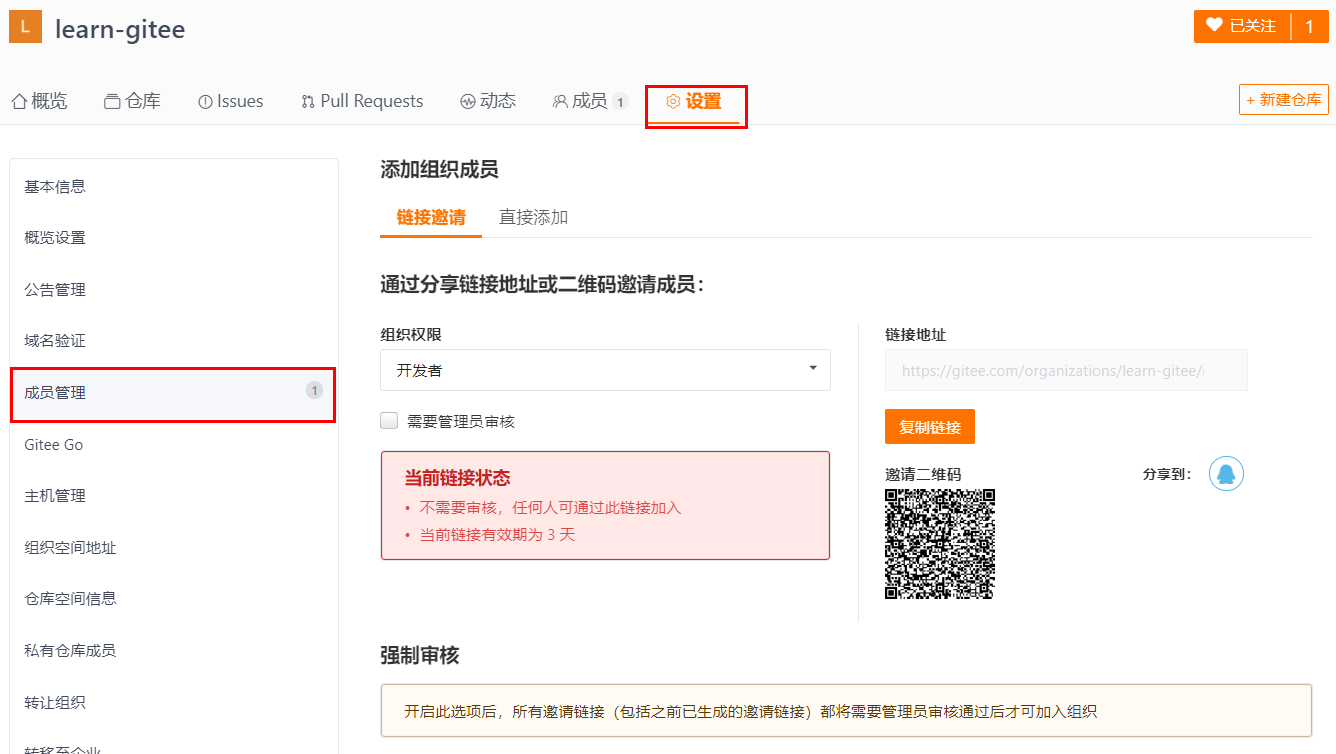 L learn-gitee
已关注 1
概览 仓库 Issues Pull Requests 动态 成员 1 设置
+ 新建仓库
基本信息
概览设置
公告管理
域名验证
成员管理 1
Gitee Go
主机管理
组织空间地址
仓库空间信息
私有仓库成员
转让组织
转移至企业
添加组织成员
链接邀请 直接添加
通过分享链接地址或二维码邀请成员：
组织权限
开发者
需要管理员审核
当前链接状态
• 不需要审核，任何人可通过此链接加入
• 当前链接有效期为 3 天
链接地址
https://gitee.com/organizations/learn-gitee/i
复制链接
邀请二维码 分享到：
强制审核
开启此选项后，所有邀请链接（包括之前已生成的邀请链接）都将需要管理员审核通过后才可加入组织